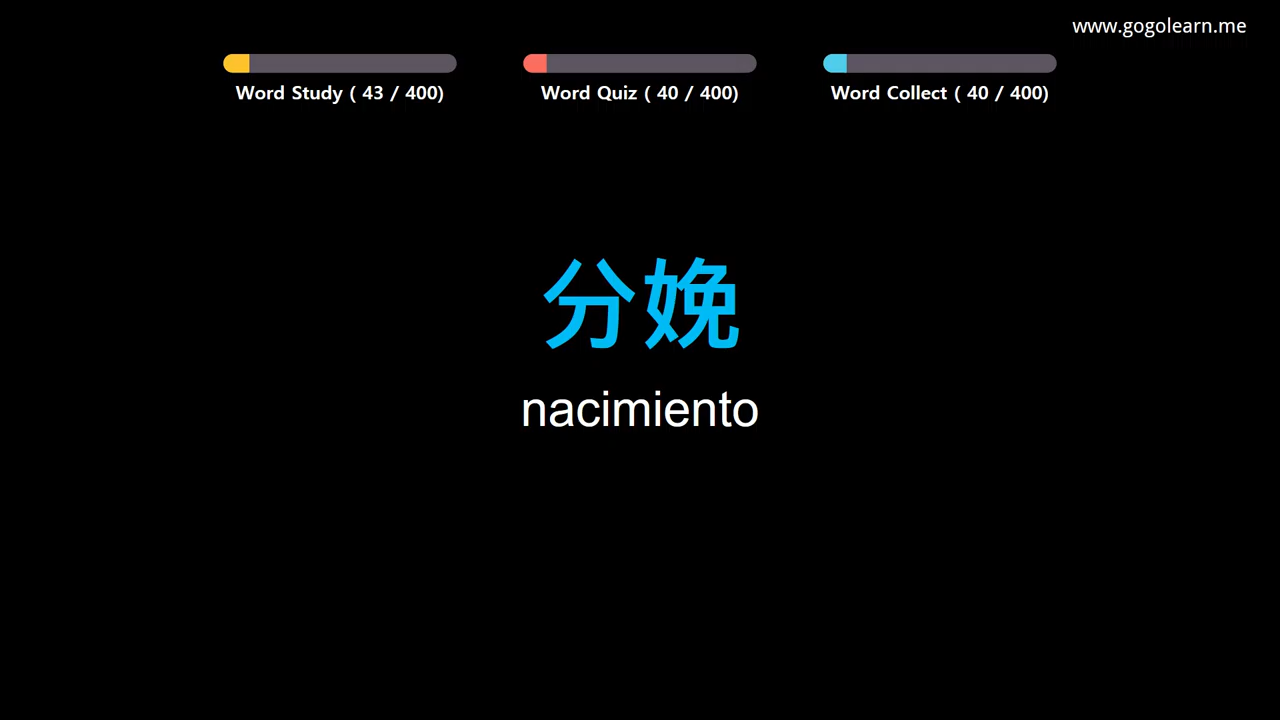 www.gogolearn.me
Word Study ( 43 / 400)
Word Quiz ( 40 / 400)
Word Collect ( 40 / 400)
分娩
nacimiento